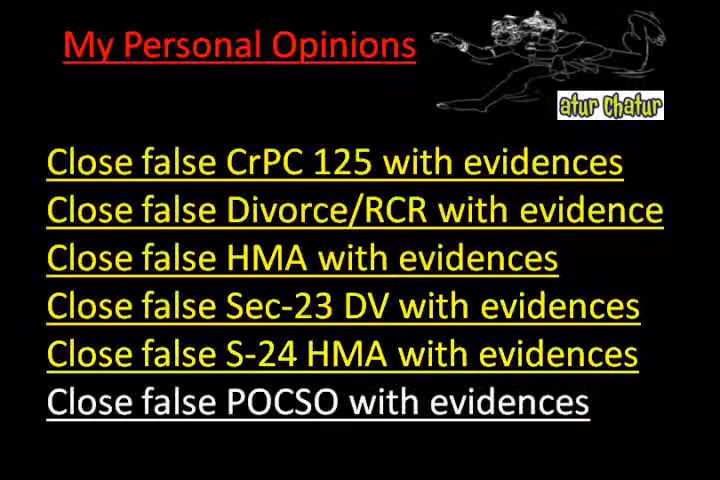 My Personal Opinions
atur Chatur
Close false CrPC 125 with evidences
Close false Divorce/RCR with evidence
Close false HMA with evidences
Close false Sec-23 DV with evidences
Close false S-24 HMA with evidences
Close false POCSO with evidences